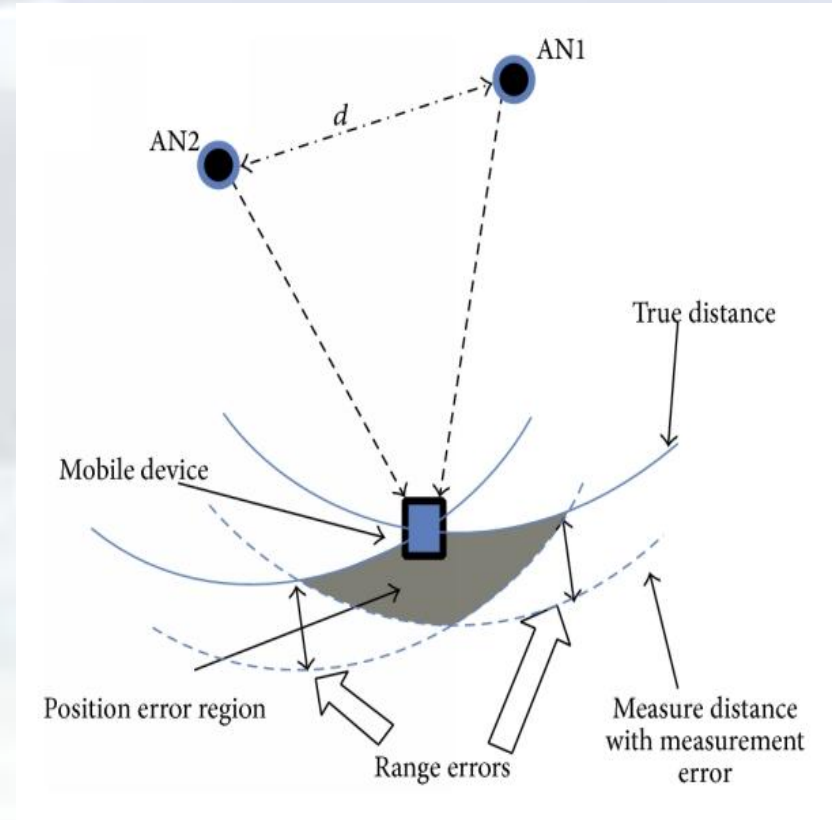 AN1
d
AN2
True distance
Mobile device
Position error region
Measure distance
with measurement
error
Range errors